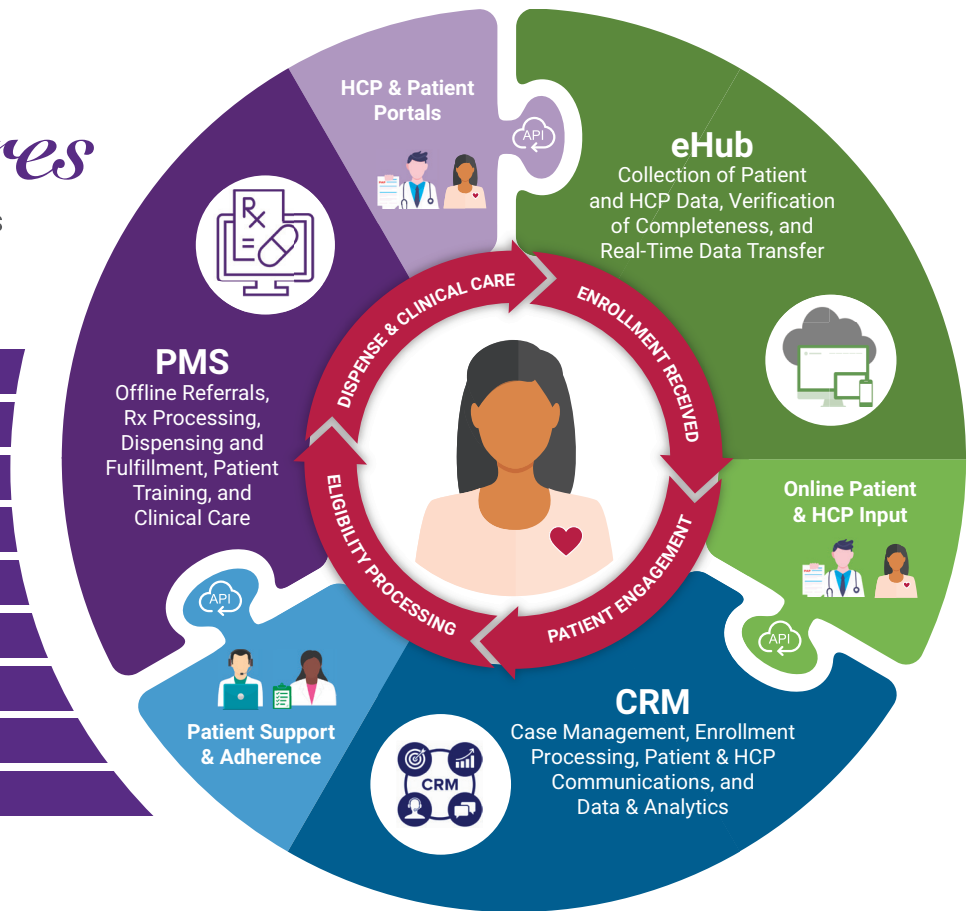 HCP & Patient
Portals
API
eHub
Collection of Patient
and HCP Data, Verification
of Completeness, and
Real-Time Data Transfer
Rx
PMS
Offline Referrals,
Rx Processing,
Dispensing and
Fulfillment, Patient
Training, and
Clinical Care
DISPENSE & CLINICAL CARE
ENROLLMENT RECEIVED
PATIENT ENGAGEMENT
ELIGIBILITY PROCESSING
Online Patient
& HCP Input
API
API
Patient Support
& Adherence
CRM
CRM
Case Management, Enrollment
Processing, Patient & HCP
Communications, and
Data & Analytics